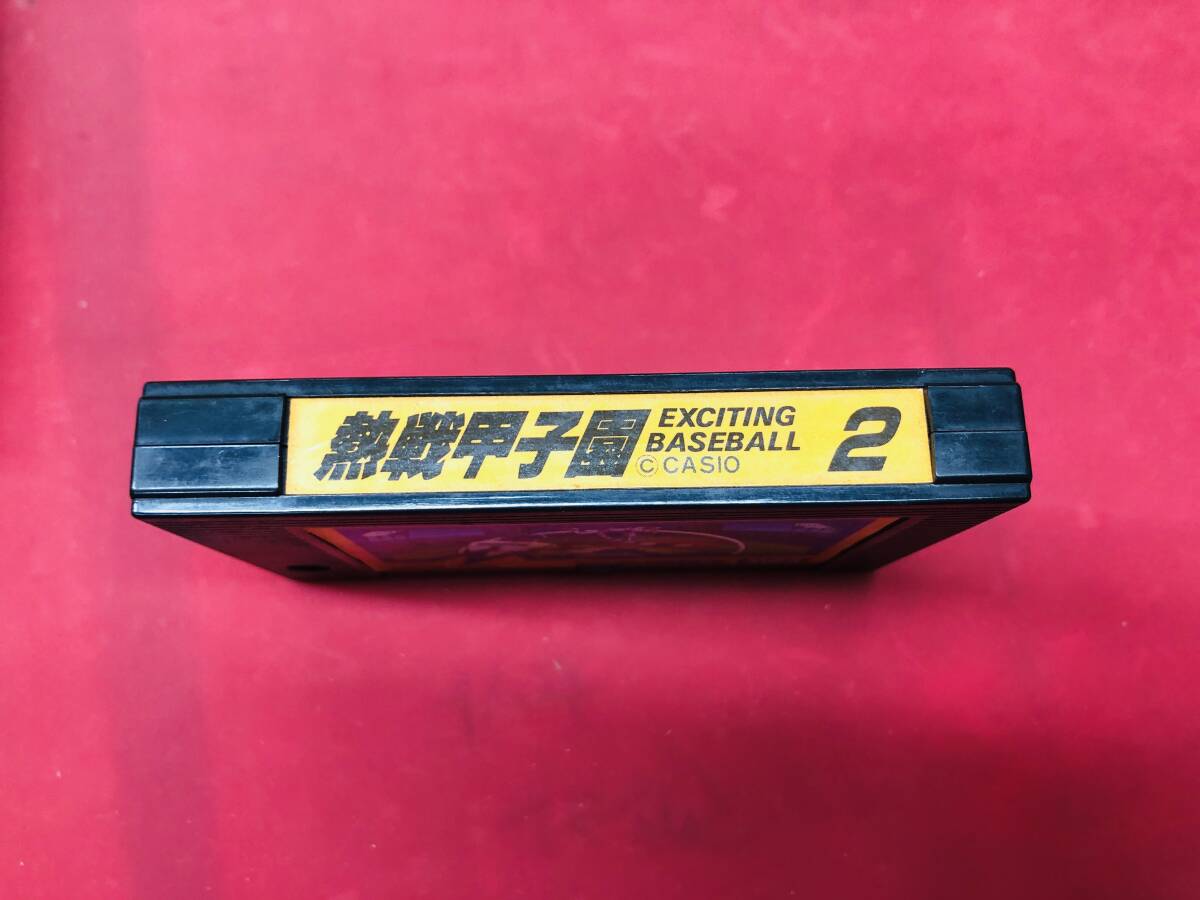 熱戦甲子園
EXCITING
BASEBALL
©CASIO
2